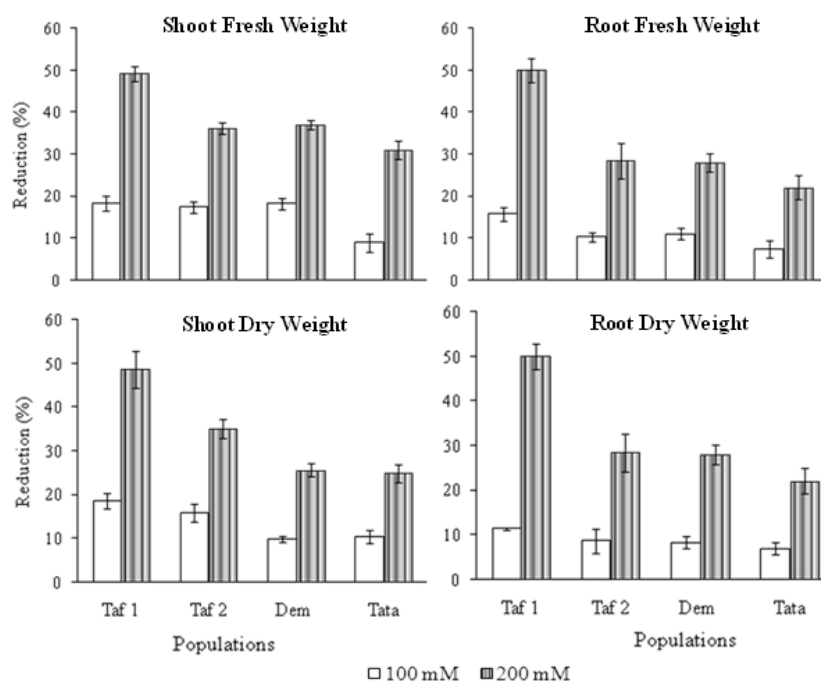 Shoot Fresh Weight
Root Fresh Weight
Reduction (%)
60
50
40
30
20
10
0
60
50
40
30
20
10
0
Shoot Dry Weight
Root Dry Weight
Reduction (%)
60
50
40
30
20
10
0
60
50
40
30
20
10
0
Taf 1 Taf 2 Dem Tata
Taf 1 Taf 2 Dem Tata
Populations
Populations
100 mM 200 mM